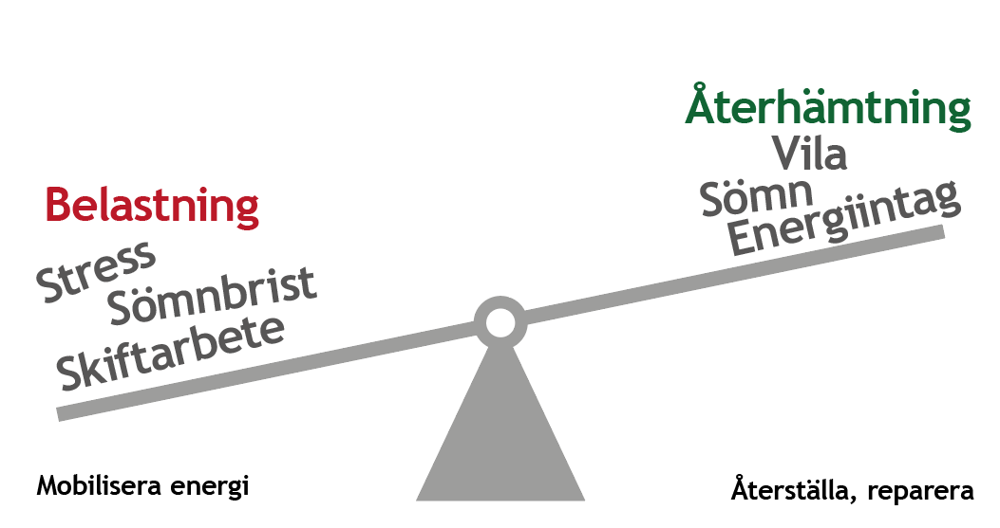 Belastning
Stress
Sömnbrist
Skiftarbete
Mobilisera energi
Återhämtning
Vila
Sömn
Energiintag
Återställa, reparera